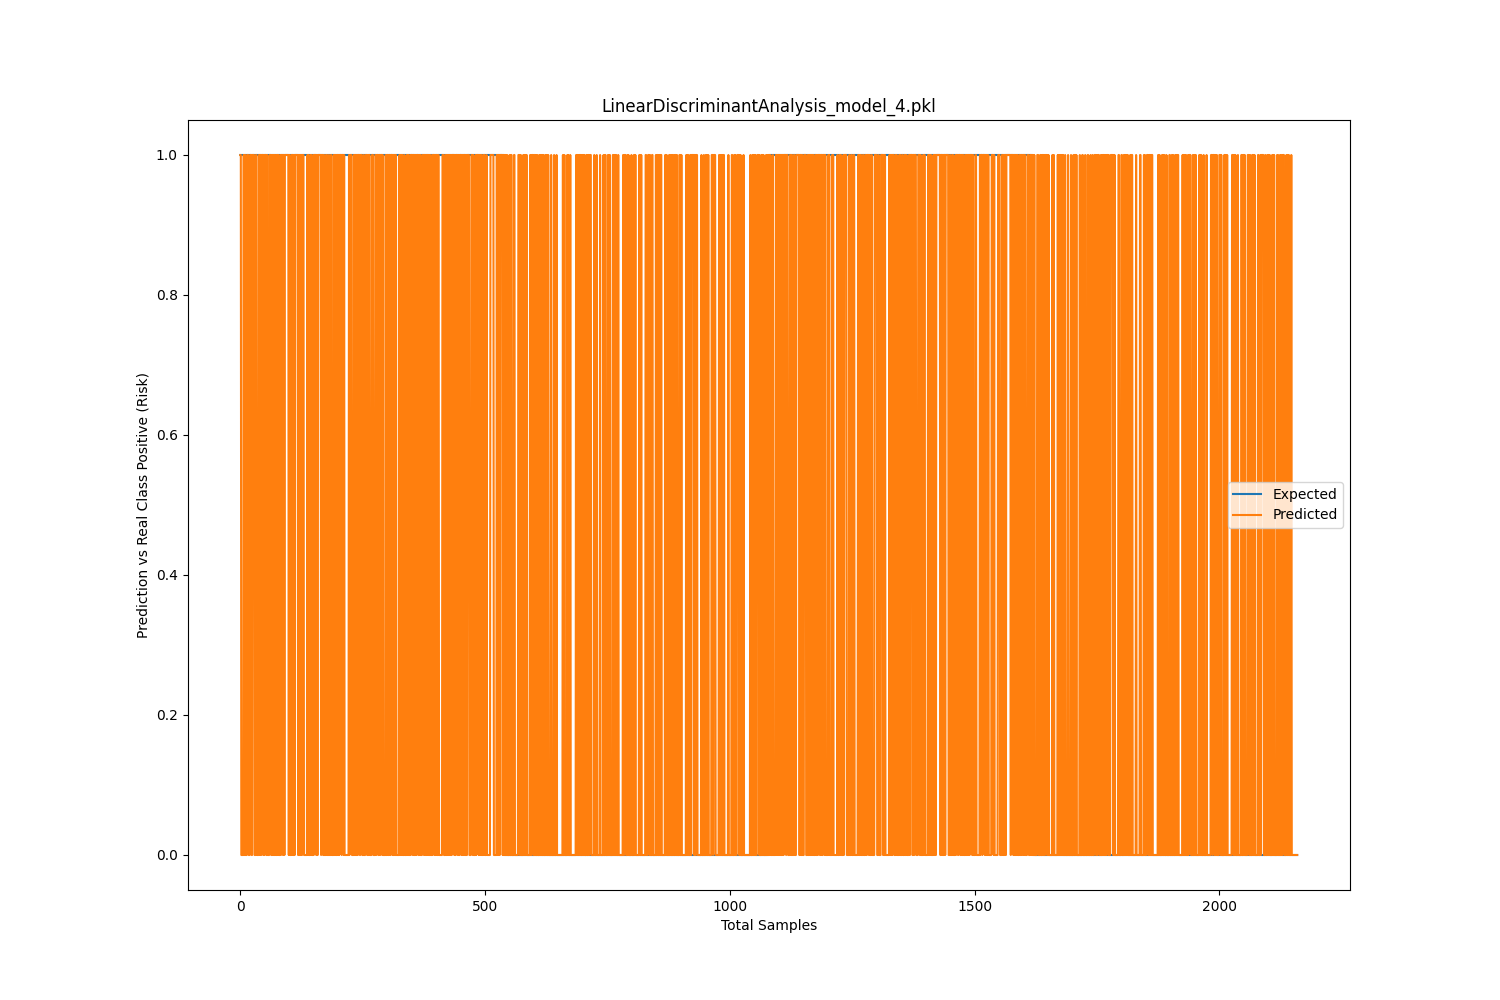 LinearDiscriminantAnalysis_model_4.pkl
1.0
0.8
0.6
0.4
0.2
0.0
Prediction vs Real Class Positive (Risk)
Expected
Predicted
0
500
1000
1500
2000
Total Samples